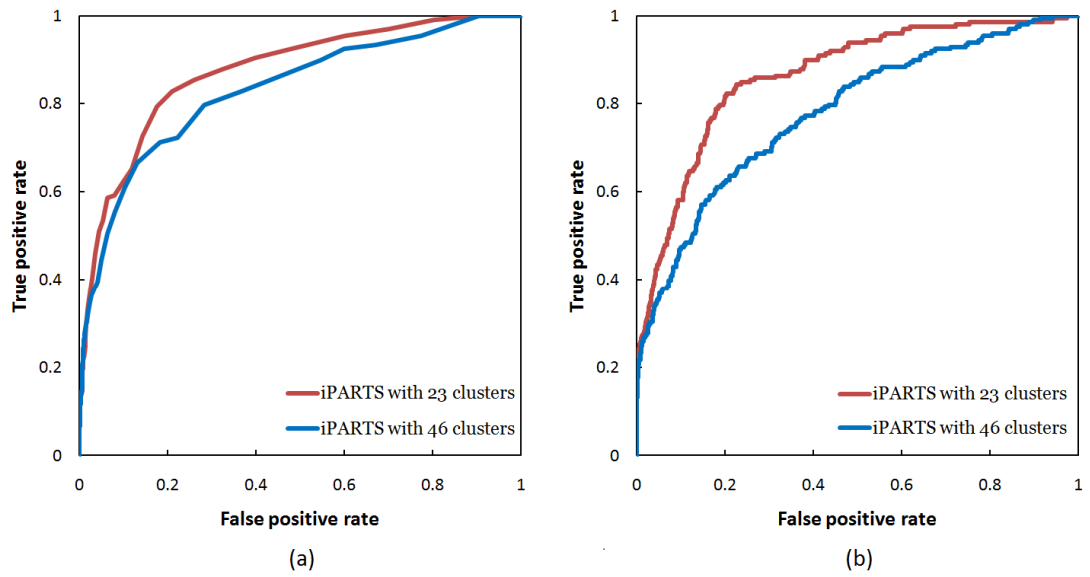 True positive rate
1
0.8
0.6
0.4
0.2
0
iPARTS with 23 clusters
iPARTS with 46 clusters
0 0.2 0.4 0.6 0.8 1
False positive rate
(a)
True positive rate
1
0.8
0.6
0.4
0.2
0
iPARTS with 23 clusters
iPARTS with 46 clusters
0 0.2 0.4 0.6 0.8 1
False positive rate
(b)